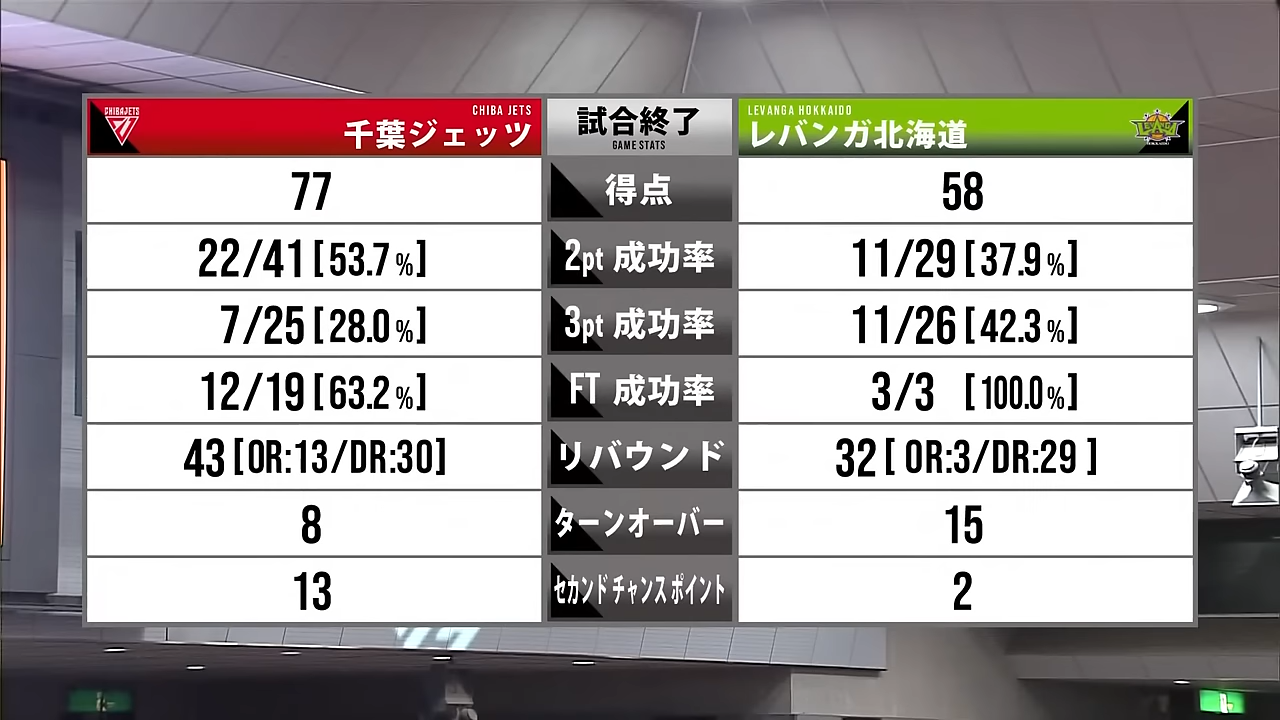 CHIBAJETS
CHIBA JETS
千葉ジェッツ
試合終了
GAME STATS
LEVANGA HOKKAIDO
レバンガ北海道
LEVANGA
HOKKAIDO
77 得点 58
22/41[53.7%] 2pt 成功率 11/29[37.9%]
7/25[28.0%] 3pt 成功率 11/26[42.3%]
12/19[63.2%] FT 成功率 3/3 [100.0%]
43[OR:13/DR:30] リバウンド 32[ OR:3/DR:29 ]
8 ターンオーバー 15
13 セカンドチャンスポイント 2
77